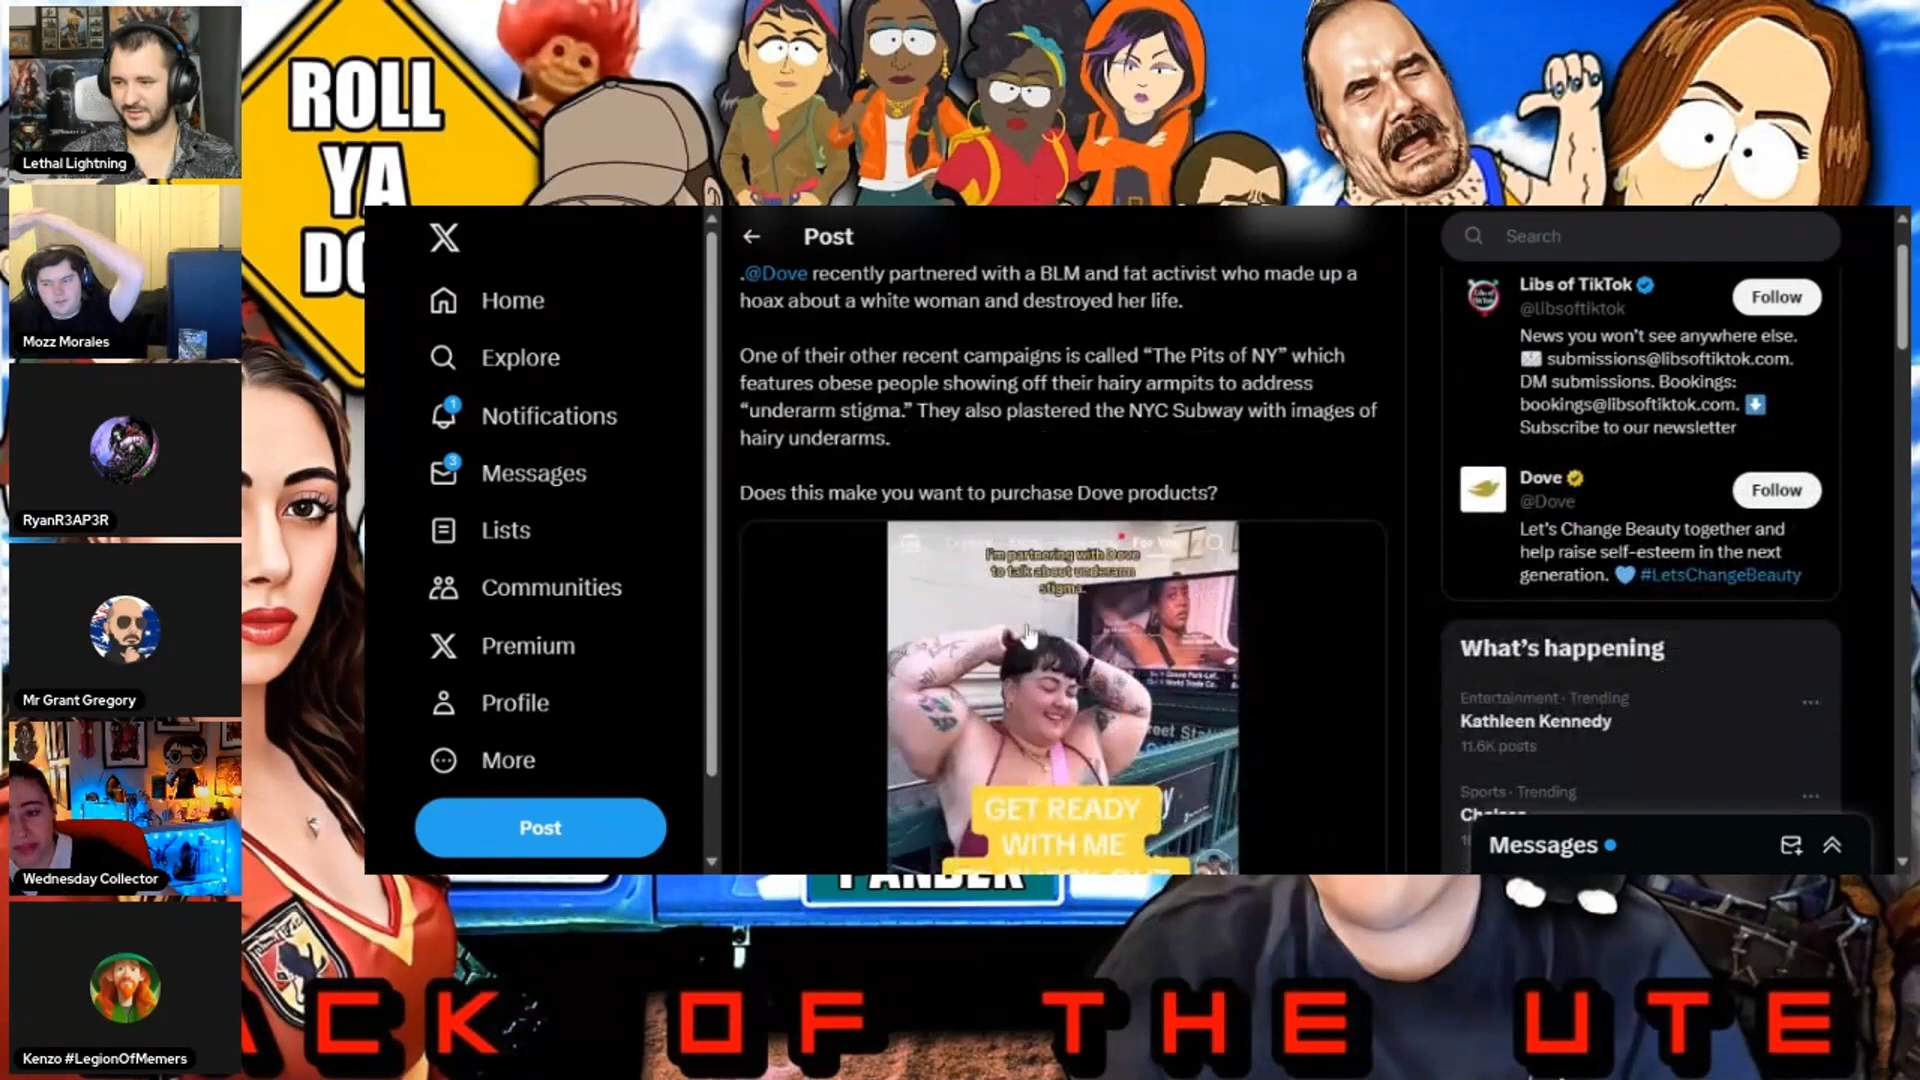 ROLL
YA
Lethal Lightning
Mozz Morales
RyanR3AP3R
Mr Grant Gregory
Wednesday Collector
Kenzo #LegionOfMemers
Home
Explore
1
Notifications
3
Messages
Lists
Communities
Premium
Profile
More
Post
Post
.@Dove recently partnered with a BLM and fat activist who made up a
hoax about a white woman and destroyed her life.
One of their other recent campaigns is called “The Pits of NY” which
features obese people showing off their hairy armpits to address
“underarm stigma.” They also plastered the NYC Subway with images of
hairy underarms.
Does this make you want to purchase Dove products?
I'm partnering with Dove
to talk about underarm
stigma.
GET READY
WITH ME
Search
Libs of TikTok
@libsoftiktok
Follow
News you won't see anywhere else.
submissions@libsoftiktok.com.
DM submissions. Bookings:
bookings@libsoftiktok.com.
Subscribe to our newsletter
Dove
@Dove
Follow
Let's Change Beauty together and
help raise self-esteem in the next
generation. 💙 #LetsChangeBeauty
What's happening
Entertainment · Trending
Kathleen Kennedy
11.6K posts
Sports · Trending
Messages
CK OF THE UTE